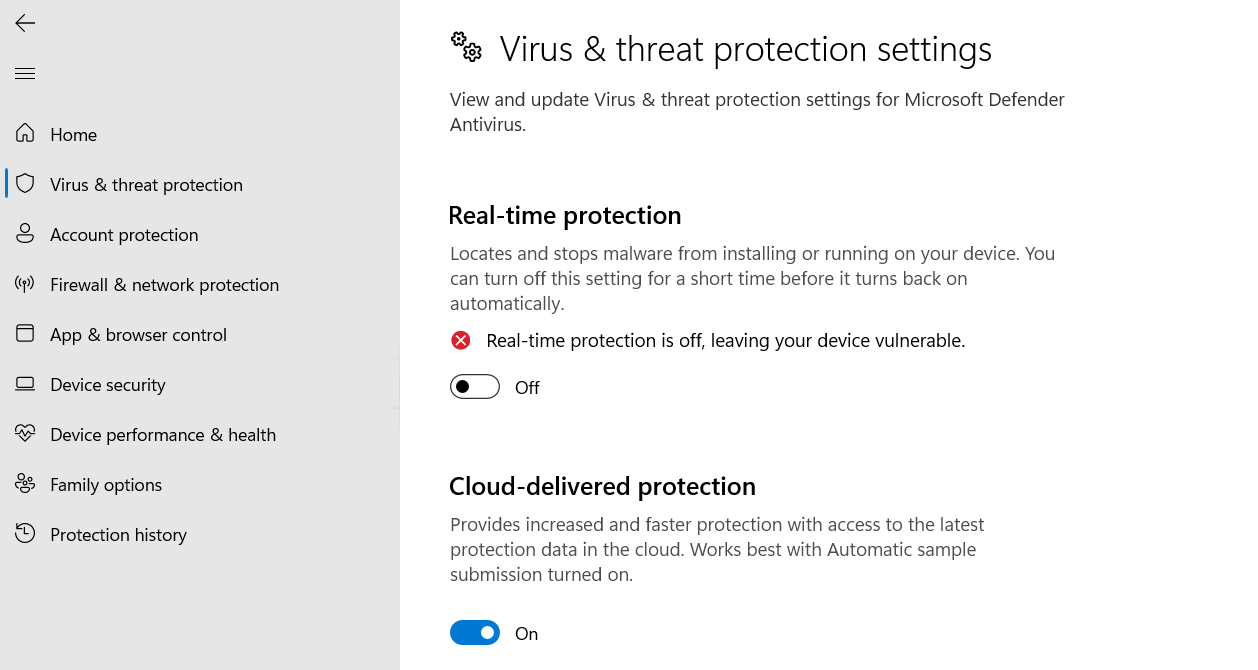 Home
Virus & threat protection
Account protection
Firewall & network protection
App & browser control
Device security
Device performance & health
Family options
Protection history
Virus & threat protection settings
View and update Virus & threat protection settings for Microsoft Defender
Antivirus.
Real-time protection
Locates and stops malware from installing or running on your device. You
can turn off this setting for a short time before it turns back on
automatically.
Real-time protection is off, leaving your device vulnerable.
Off
Cloud-delivered protection
Provides increased and faster protection with access to the latest
protection data in the cloud. Works best with Automatic sample
submission turned on.
On